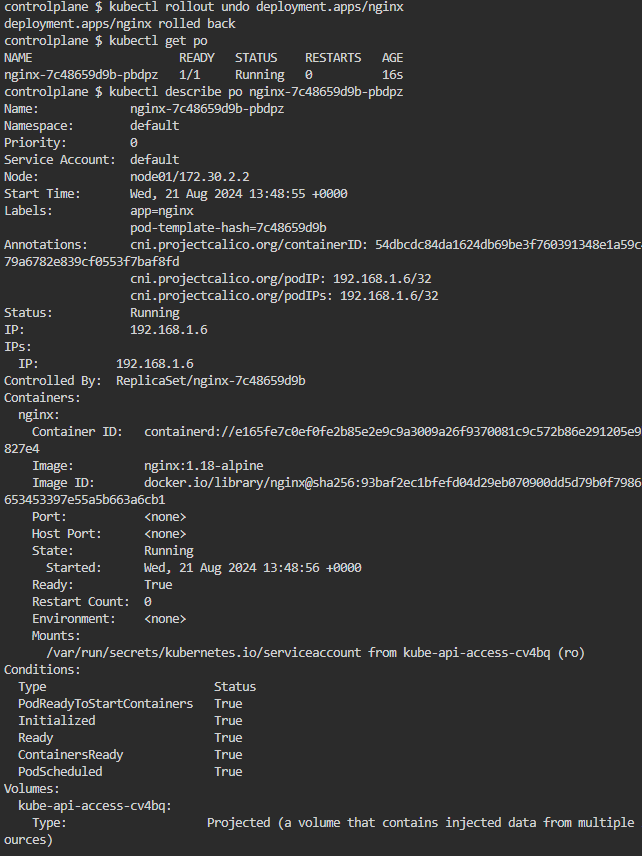 controlplane $ kubectl rollout undo deployment.apps/nginx
deployment.apps/nginx rolled back
controlplane $ kubectl get po
NAME                     READY   STATUS    RESTARTS   AGE
nginx-7c48659d9b-pbdpz   1/1     Running   0          16s
controlplane $ kubectl describe po nginx-7c48659d9b-pbdpz
Name:             nginx-7c48659d9b-pbdpz
Namespace:        default
Priority:         0
Service Account:  default
Node:             node01/172.30.2.2
Start Time:       Wed, 21 Aug 2024 13:48:55 +0000
Labels:           app=nginx
                  pod-template-hash=7c48659d9b
Annotations:      cni.projectcalico.org/containerID: 54dbcdc84da1624db69be3f760391348e1a59c
79a6782e839cf0553f7baf8fd
                  cni.projectcalico.org/podIP: 192.168.1.6/32
                  cni.projectcalico.org/podIPs: 192.168.1.6/32
Status:           Running
IP:               192.168.1.6
IPs:
  IP:           192.168.1.6
Controlled By:  ReplicaSet/nginx-7c48659d9b
Containers:
  nginx:
    Container ID:   containerd://e165fe7c0ef0fe2b85e2e9c9a3009a26f9370081c9c572b86e291205e9
827e4
    Image:          nginx:1.18-alpine
    Image ID:       docker.io/library/nginx@sha256:93baf2ec1bfefd04d29eb070900dd5d79b0f7986
653453397e55a5b663a6cb1
    Port:           <none>
    Host Port:      <none>
    State:          Running
      Started:      Wed, 21 Aug 2024 13:48:56 +0000
    Ready:          True
    Restart Count:  0
    Environment:    <none>
    Mounts:
      /var/run/secrets/kubernetes.io/serviceaccount from kube-api-access-cv4bq (ro)
Conditions:
  Type                        Status
  PodReadyToStartContainers   True
  Initialized                 True
  Ready                       True
  ContainersReady             True
  PodScheduled                True
Volumes:
  kube-api-access-cv4bq:
    Type:                    Projected (a volume that contains injected data from multiple
ources)